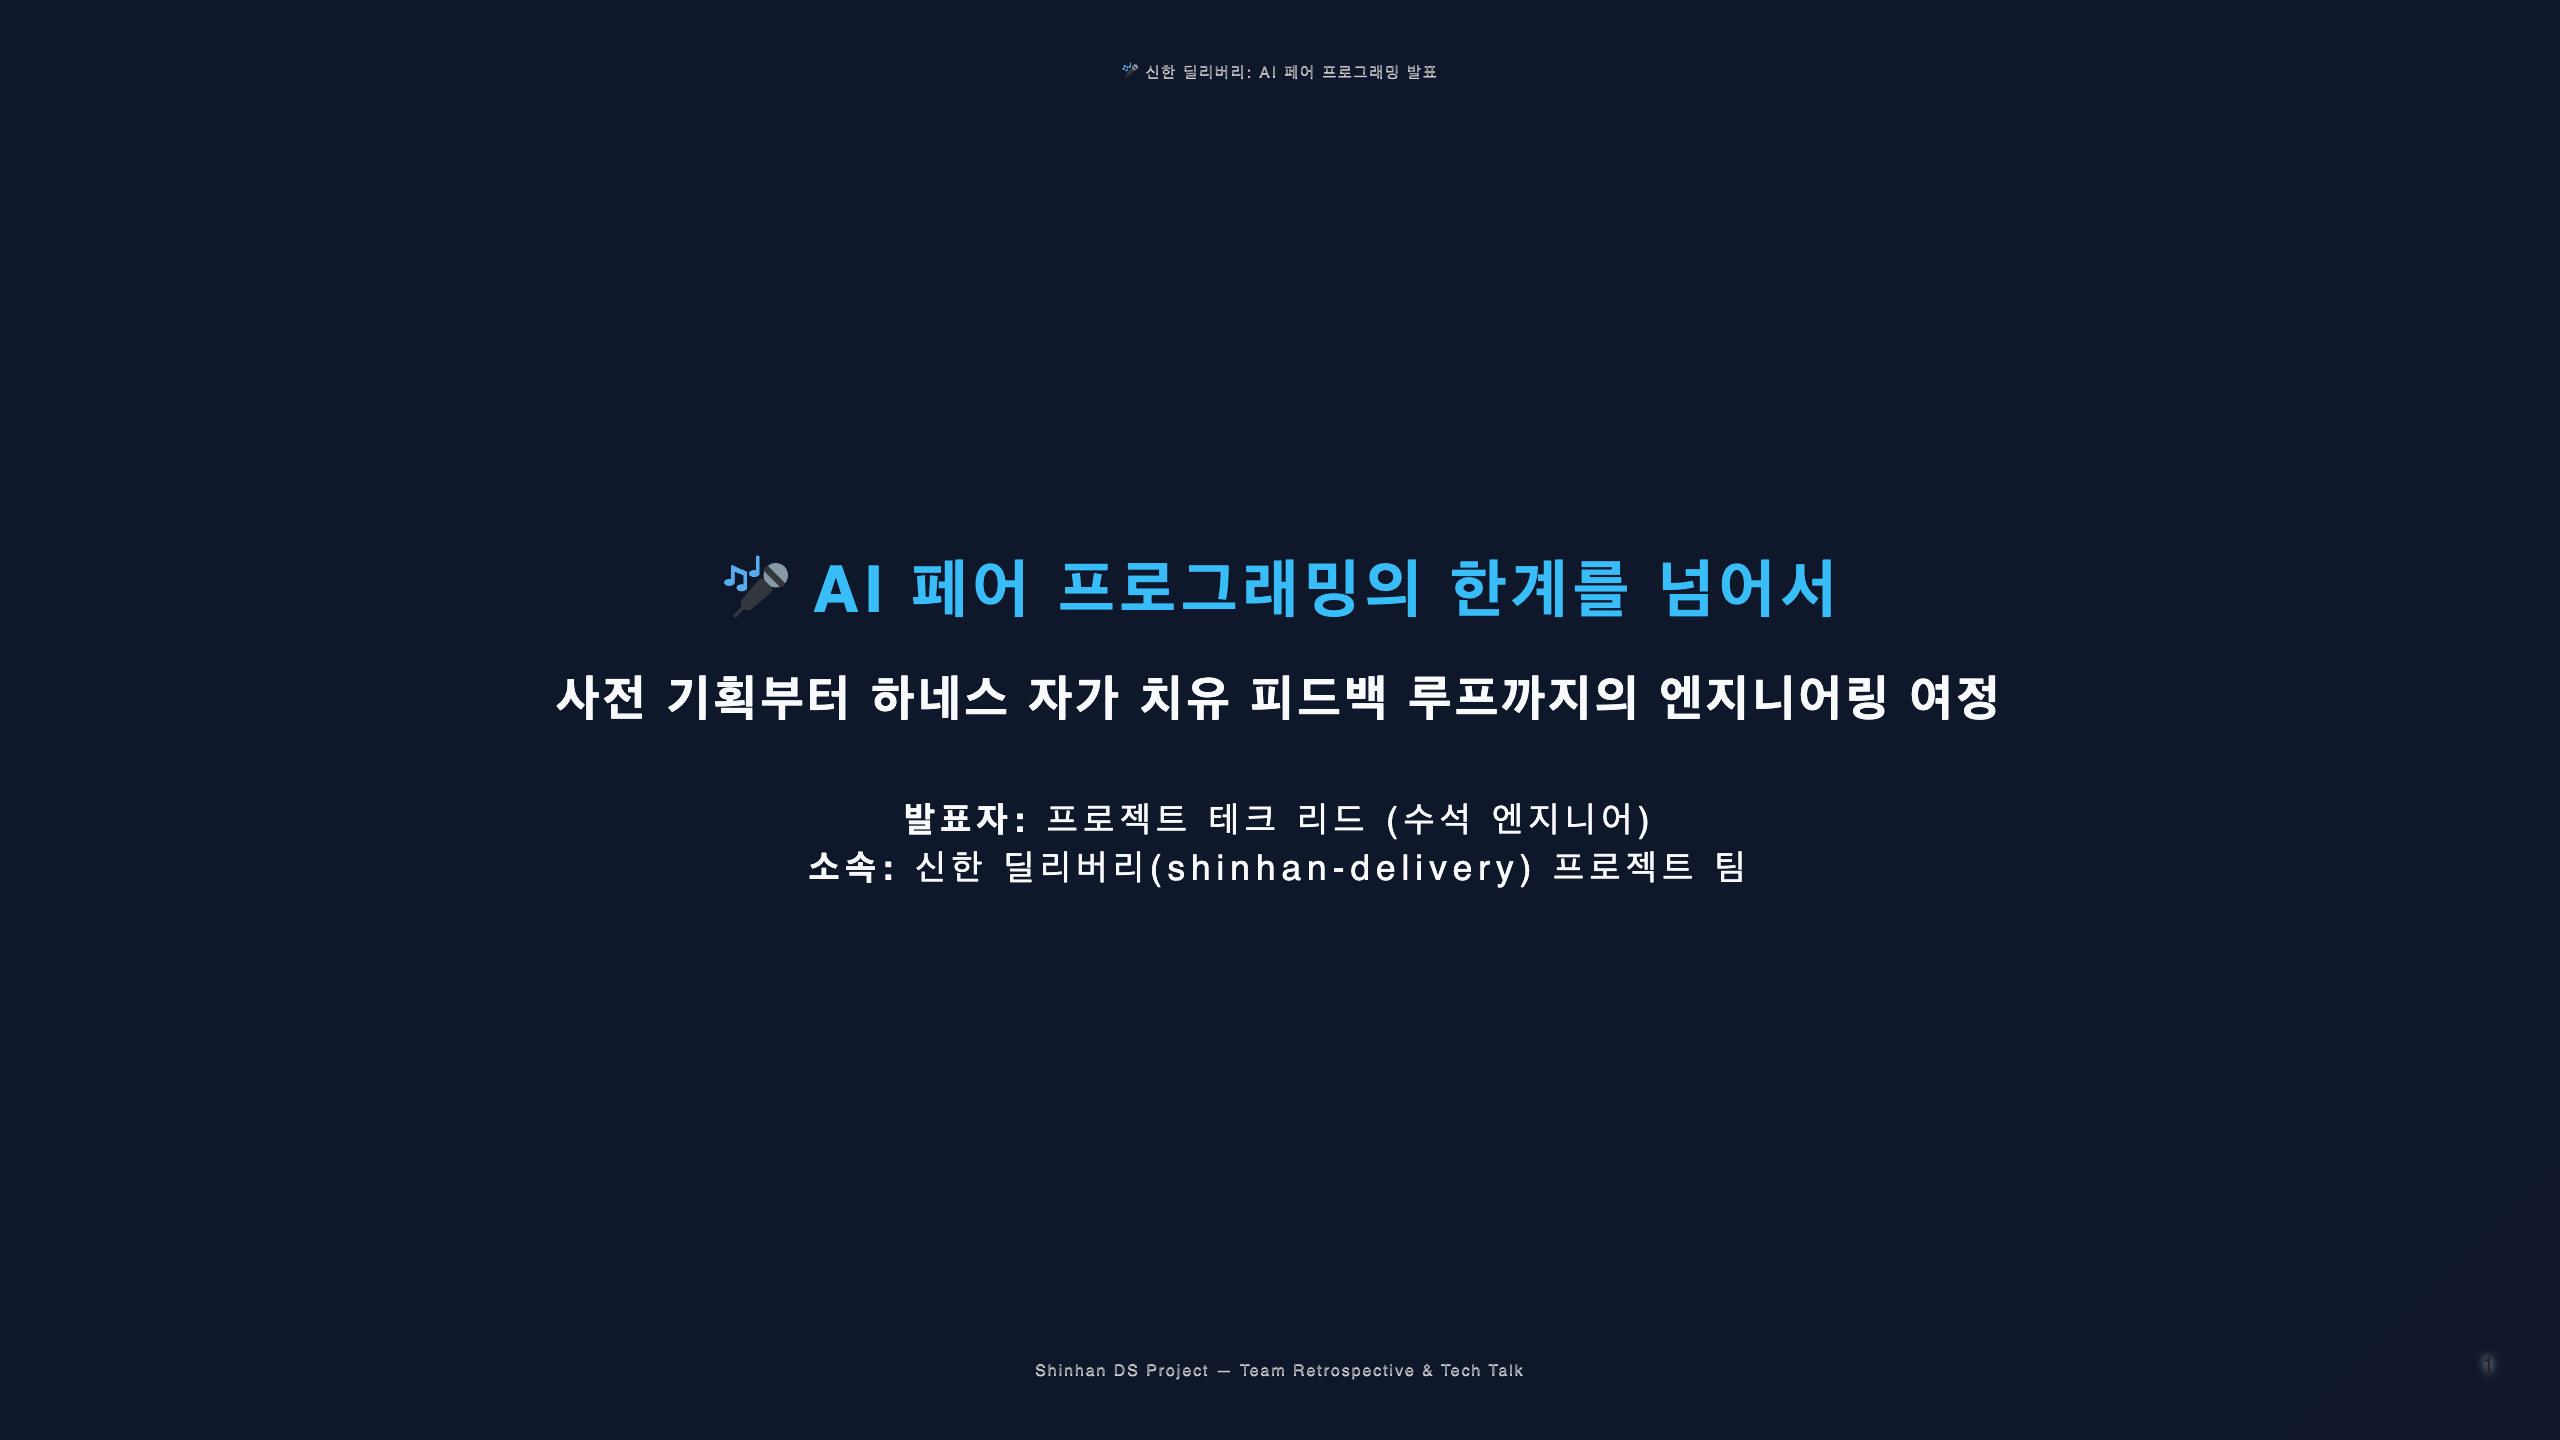 🎤 신한 딜리버리: AI 페어 프로그래밍 발표
🎤 AI 페어 프로그래밍의 한계를 넘어서
사전 기획부터 하네스 자가 치유 피드백 루프까지의 엔지니어링 여정
발표자: 프로젝트 테크 리드 (수석 엔지니어)
소속: 신한 딜리버리(shinhan-delivery) 프로젝트 팀
Shinhan DS Project — Team Retrospective & Tech Talk
1